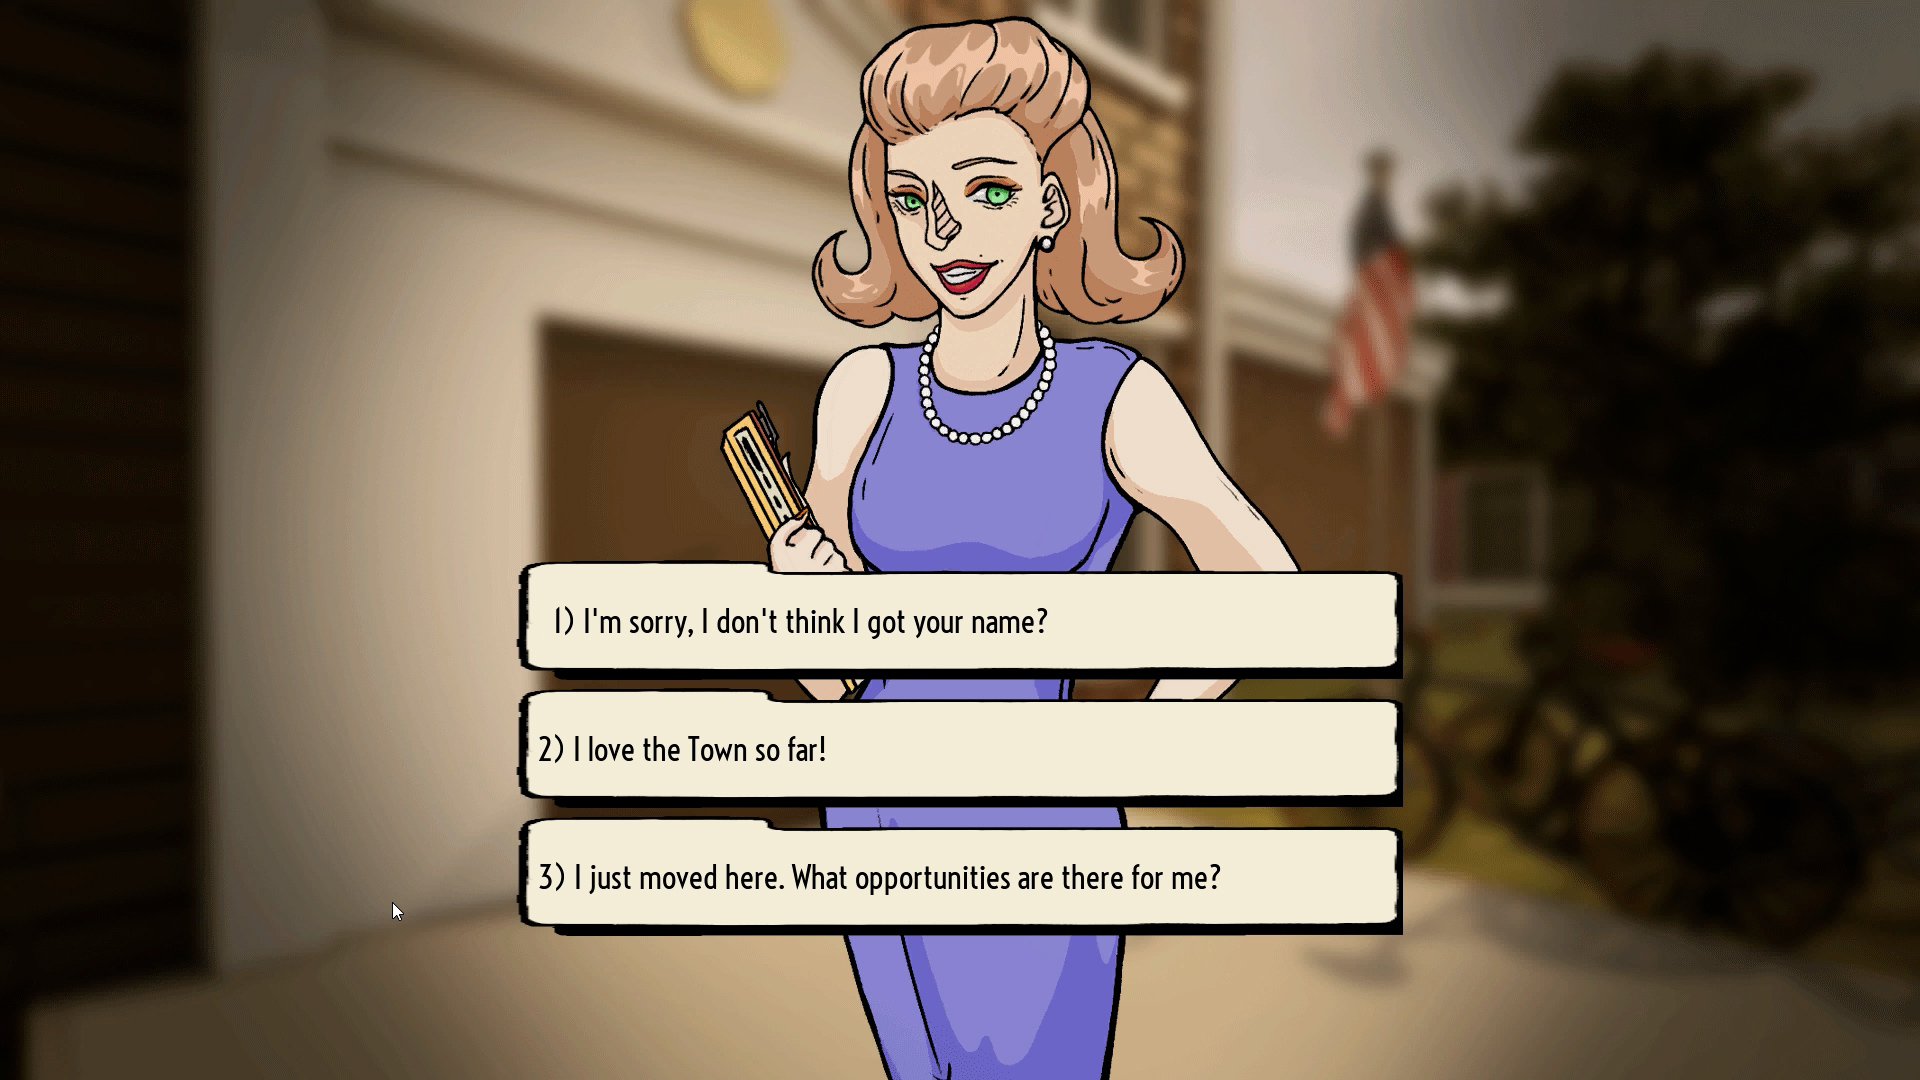 1) I'm sorry, I don't think I got your name?
2) I love the Town so far!
3) I just moved here. What opportunities are there for me?